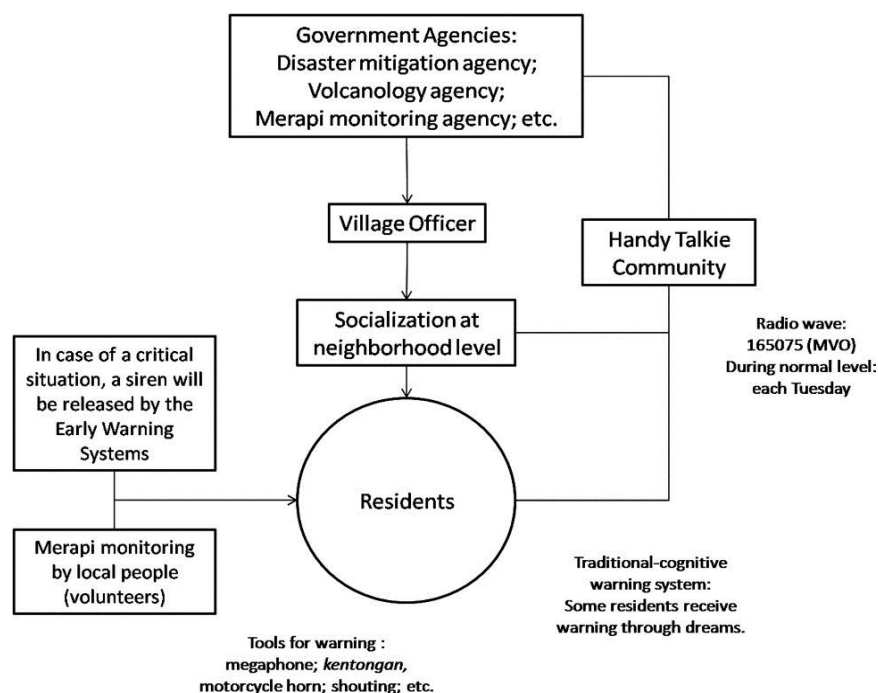 Government Agencies:
Disaster mitigation agency;
Volcanology agency;
Merapi monitoring agency; etc.
Village Officer
Handy Talkie
Community
Socialization at
neighborhood level
Radio wave:
165075 (MVO)
During normal level:
each Tuesday
In case of a critical
situation, a siren will
be released by the
Early Warning
Systems
Residents
Merapi monitoring
by local people
(volunteers)
Traditional-cognitive
warning system:
Some residents receive
warning through dreams.
Tools for warning :
megaphone; kentongan,
motorcycle horn; shouting; etc.